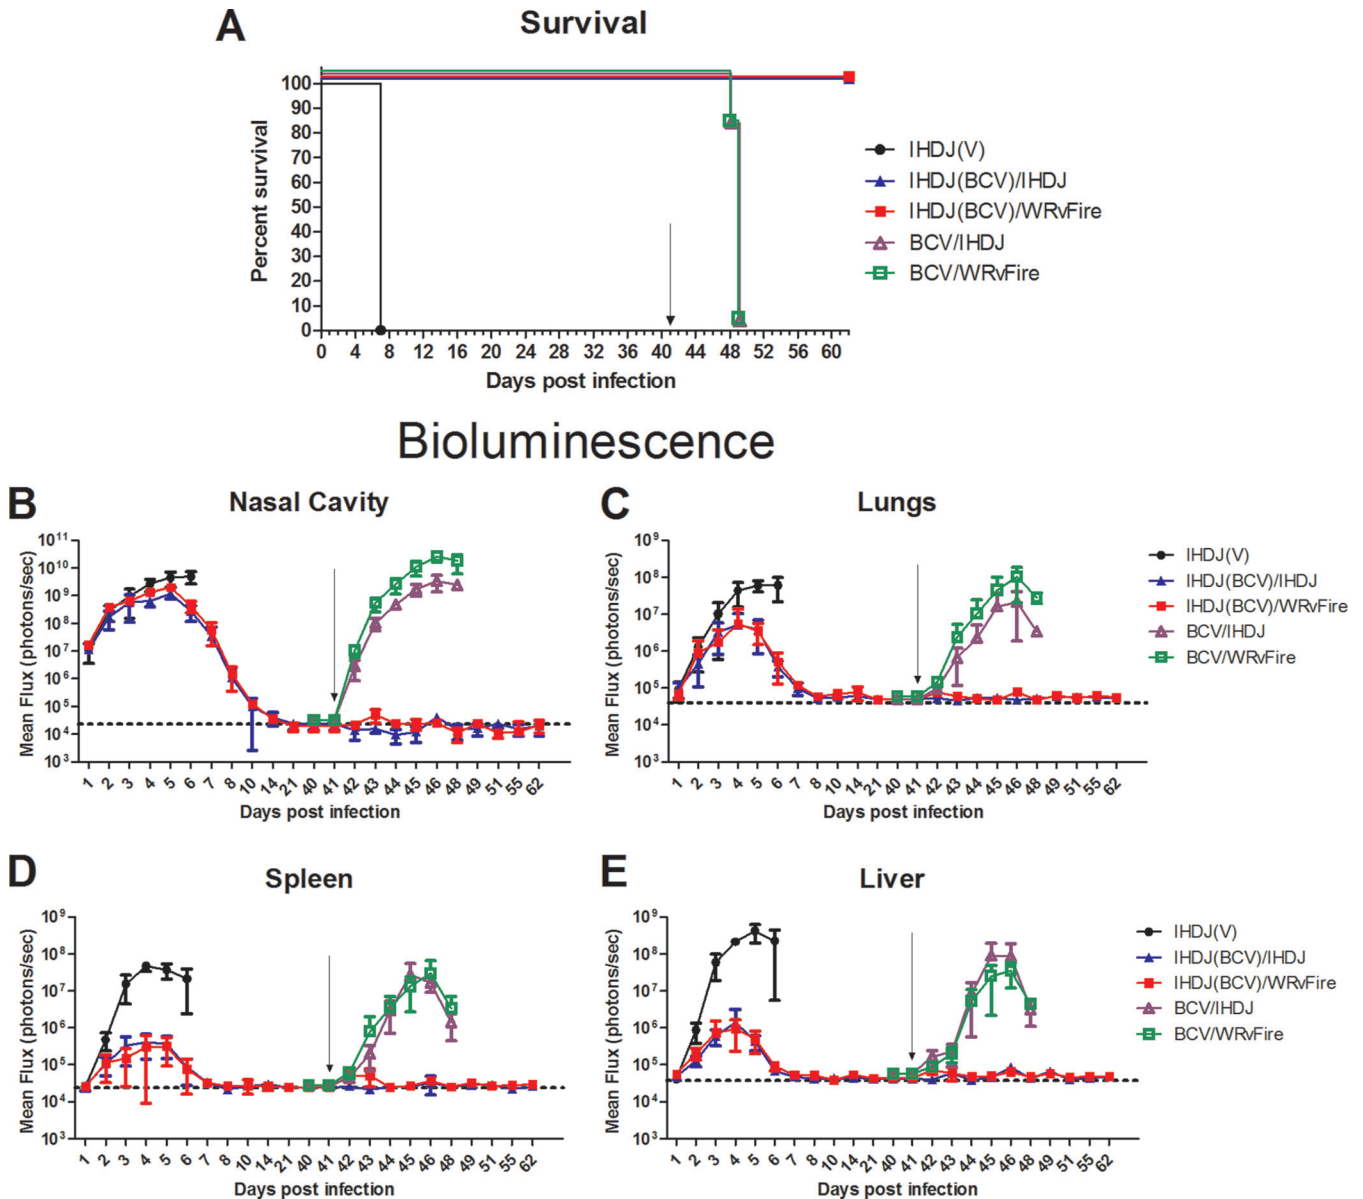 A
Survival
Percent survival
100
90
80
70
60
50
40
30
20
10
0
0 4 8 12 16 20 24 28 32 36 40 44 48 52 56 60
Days post infection
IHDJ(V)
IHDJ(BCV)/IHDJ
IHDJ(BCV)/WRvFire
BCV/IHDJ
BCV/WRvFire
Bioluminescence
B
Nasal Cavity
Mean Flux (photons/sec)
10¹¹
10¹⁰
10⁹
10⁸
10⁷
10⁶
10⁵
10⁴
10³
1 2 3 4 5 6 7 8 10 14 21 40 41 42 43 44 45 46 48 49 51 55 62
Days post infection
C
Lungs
Mean Flux (photons/sec)
10⁹
10⁸
10⁷
10⁶
10⁵
10⁴
10³
1 2 3 4 5 6 7 8 10 14 21 40 41 42 43 44 45 46 48 49 51 55 62
Days post infection
IHDJ(V)
IHDJ(BCV)/IHDJ
IHDJ(BCV)/WRvFire
BCV/IHDJ
BCV/WRvFire
D
Spleen
Mean Flux (photons/sec)
10⁹
10⁸
10⁷
10⁶
10⁵
10⁴
10³
1 2 3 4 5 6 7 8 10 14 21 40 41 42 43 44 45 46 48 49 51 55 62
Days post infection
E
Liver
Mean Flux (photons/sec)
10⁹
10⁸
10⁷
10⁶
10⁵
10⁴
10³
1 2 3 4 5 6 7 8 10 14 21 40 41 42 43 44 45 46 48 49 51 55 62
Days post infection
IHDJ(V)
IHDJ(BCV)/IHDJ
IHDJ(BCV)/WRvFire
BCV/IHDJ
BCV/WRvFire